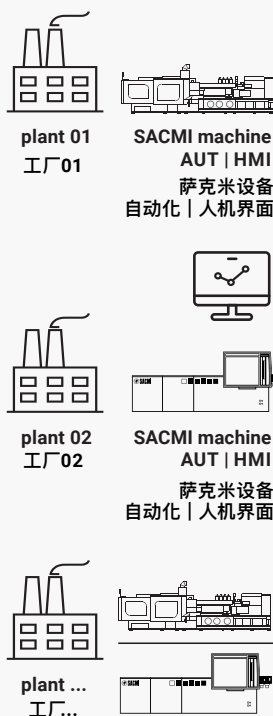 plant 01
工厂01
SACMI machine
AUT | HMI
萨克米设备
自动化 | 人机界面
SACMI
plant 02
工厂02
SACMI machine
AUT | HMI
萨克米设备
自动化 | 人机界面
plant ...
工厂...
SACMI